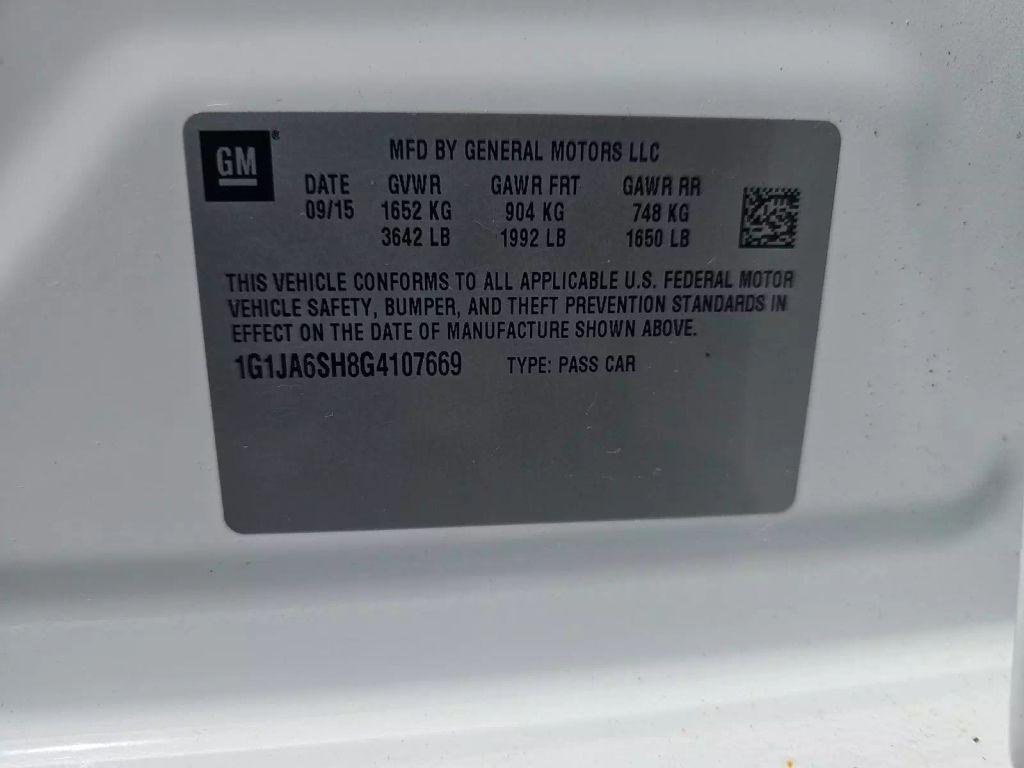 GM®
MFD BY GENERAL MOTORS LLC
DATE GVWR GAWR FRT GAWR RR
09/15 1652 KG 904 KG 748 KG
3642 LB 1992 LB 1650 LB
THIS VEHICLE CONFORMS TO ALL APPLICABLE U.S. FEDERAL MOTOR
VEHICLE SAFETY, BUMPER, AND THEFT PREVENTION STANDARDS IN
EFFECT ON THE DATE OF MANUFACTURE SHOWN ABOVE.
1G1JA6SH8G4107669 TYPE: PASS CAR